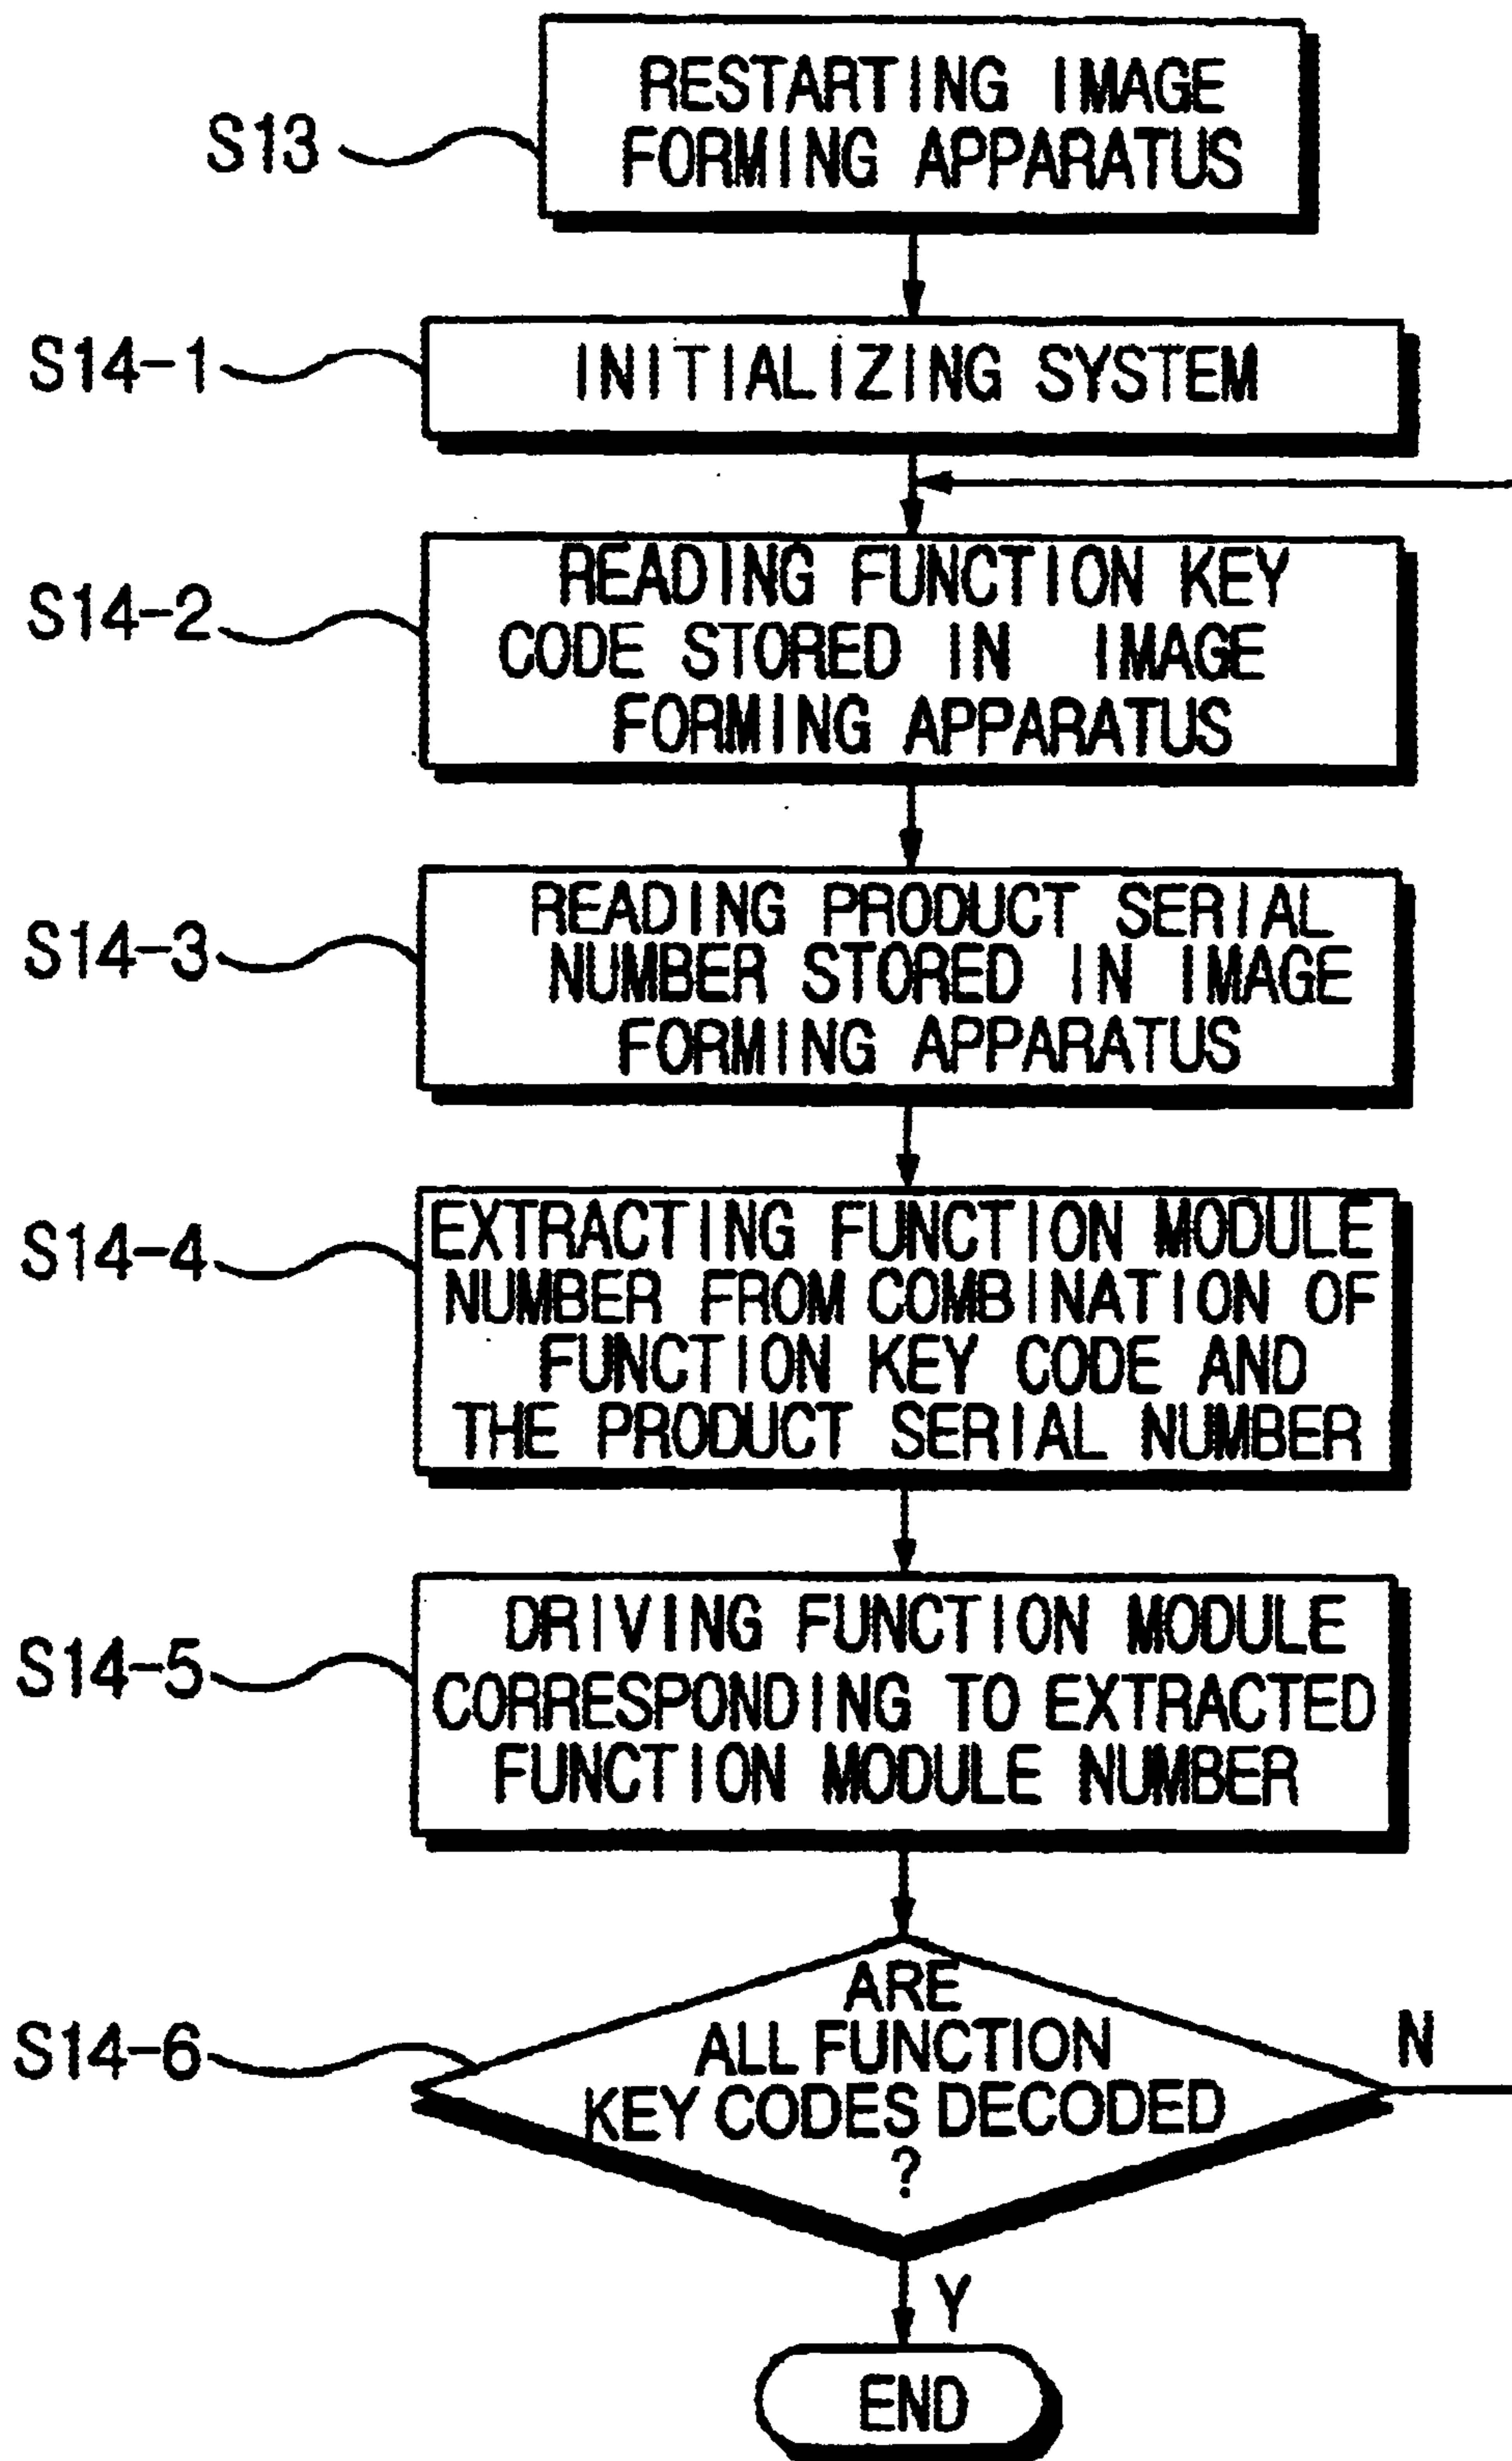 S13
RESTARTING IMAGE
FORMING APPARATUS
S14-1
INITIALIZING SYSTEM
S14-2
READING FUNCTION KEY
CODE STORED IN IMAGE
FORMING APPARATUS
S14-3
READING PRODUCT SERIAL
NUMBER STORED IN IMAGE
FORMING APPARATUS
S14-4
EXTRACTING FUNCTION MODULE
NUMBER FROM COMBINATION OF
FUNCTION KEY CODE AND
THE PRODUCT SERIAL NUMBER
S14-5
DRIVING FUNCTION MODULE
CORRESPONDING TO EXTRACTED
FUNCTION MODULE NUMBER
S14-6
ARE
ALL FUNCTION
KEY CODES DECODED
?
N
Y
END